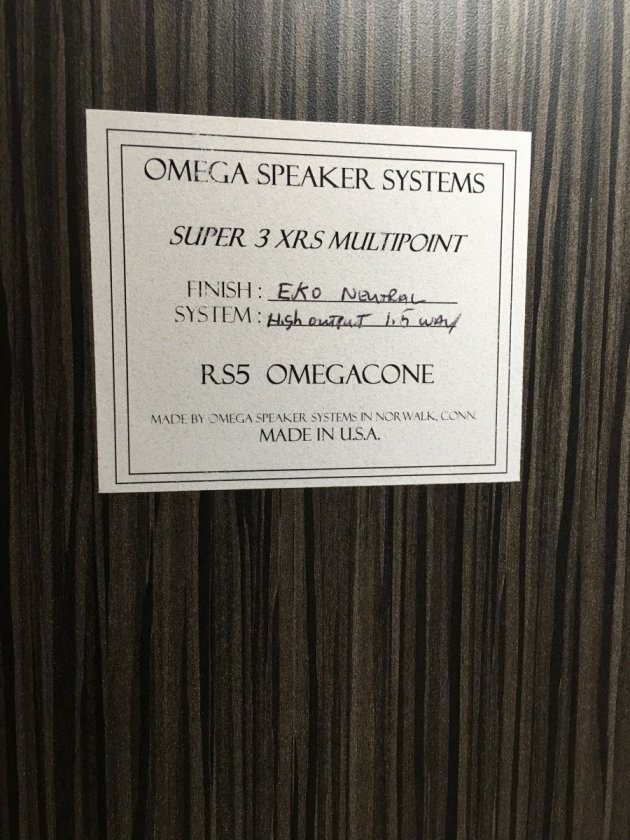 OMEGA SPEAKER SYSTEMS
SUPER 3 XRS MULTIPOINT
FINISH : EKO NEUTRAL
SYSTEM : High output 1.5 way
RS5 OMEGACONE
MADE BY OMEGA SPEAKER SYSTEMS IN NORWALK, CONN.
MADE IN U.S.A.